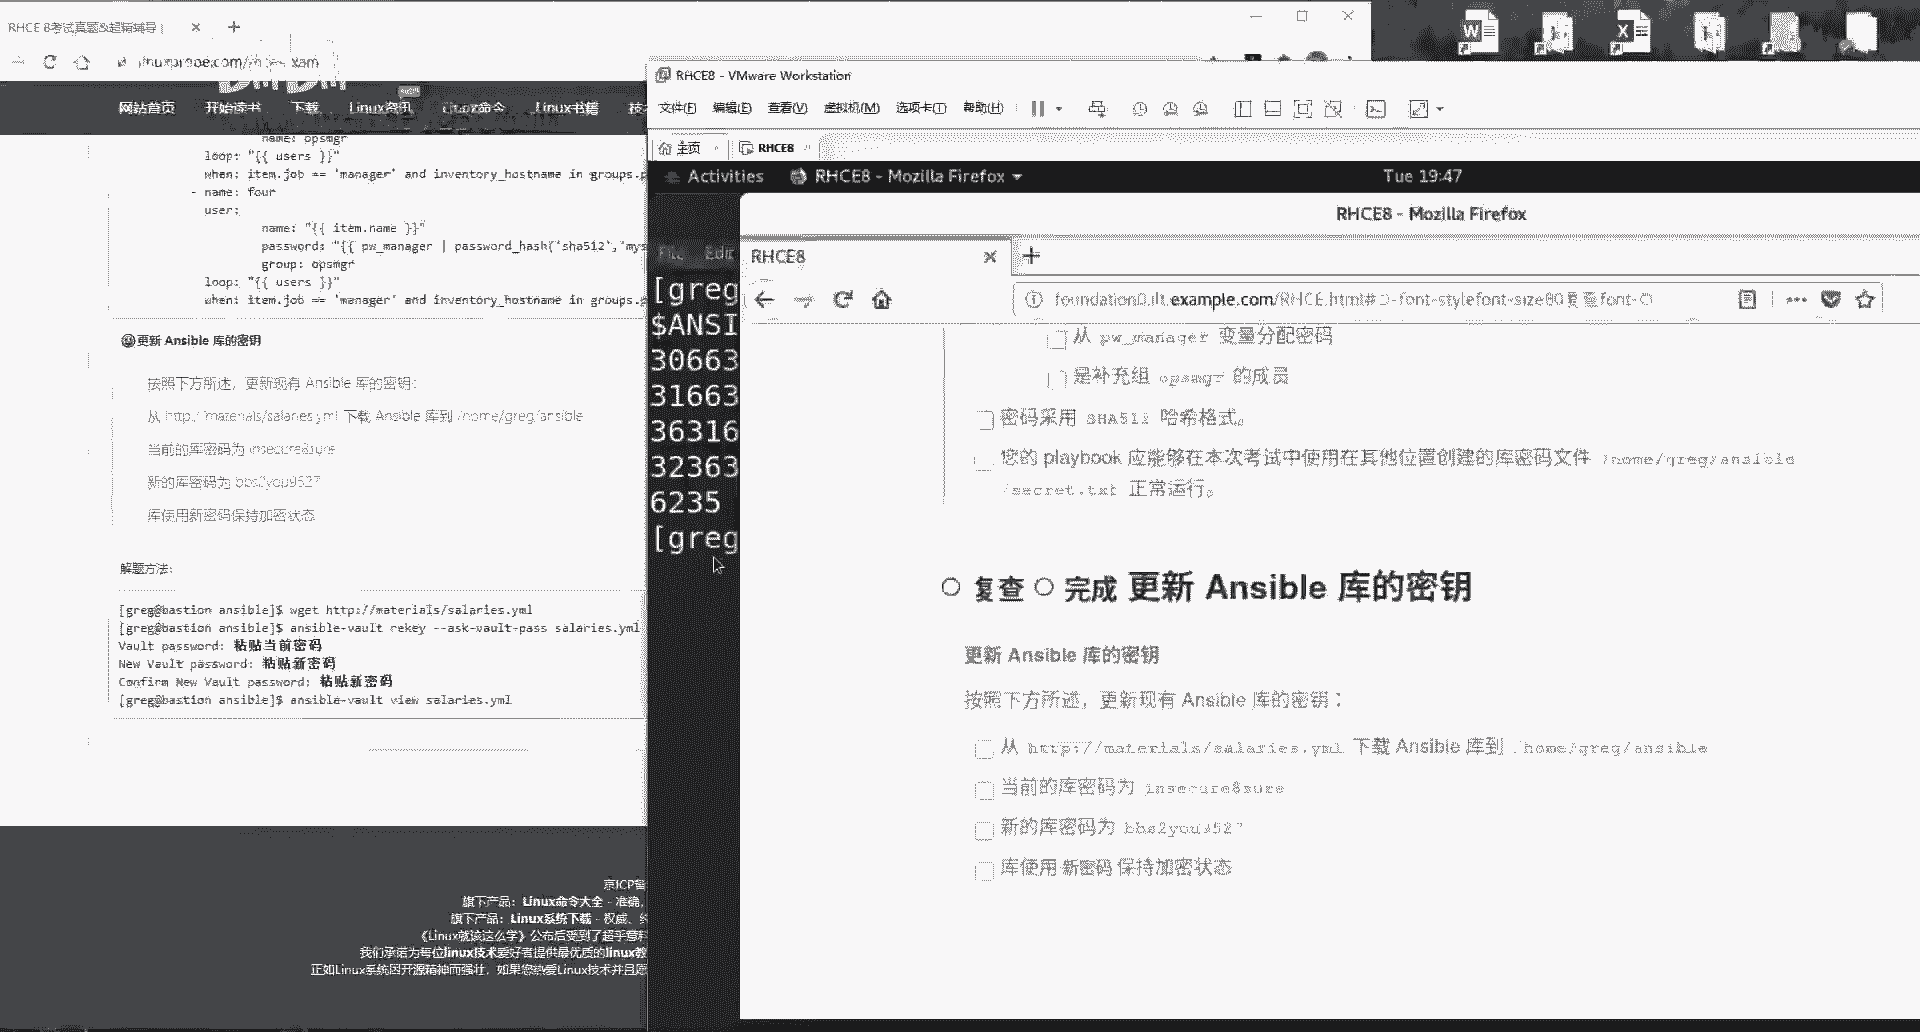 RHCE 8考试真题&超精辅导
网站首页 开始读书 下载 Linux资讯 Linux命令 Linux书籍 技
name: opsmgr
loop: "{{ users }}"
when: item.job == 'manager' and inventory_hostname in groups.p
- name: four
user:
name: "{{ item.name }}"
password: "{{ pw_manager | password_hash('sha512','mys
group: opsmgr
loop: "{{ users }}"
when: item.job == 'manager' and inventory_hostname in groups.p
更新 Ansible 库的密钥
按照下方所述，更新现有 Ansible 库的密钥：
从 http://materials/salaries.yml 下载 Ansible 库到 /home/greg/ansible
当前的库密码为 insecure8sure
新的库密码为 bbs2you9527
库使用新密码保持加密状态
解题方法：
[greg@bastion ansible]$ wget http://materials/salaries.yml
[greg@bastion ansible]$ ansible-vault rekey --ask-vault-pass salaries.yml
Vault password: 粘贴当前密码
New Vault password: 粘贴新密码
Confirm New Vault password: 粘贴新密码
[greg@bastion ansible]$ ansible-vault view salaries.yml
旗下产品：Linux命令大全 - 准确,
旗下产品：Linux系统下载 - 权威、
《Linux就该这么学》公布后受到了超乎意料
我们承诺为每位linux技术爱好者提供最优质的linux教
正如Linux系统因开源精神而强壮，如果您热爱Linux技术并且愿
RHCE8 - VMware Workstation
文件(F) 编辑(E) 查看(V) 虚拟机(M) 选项卡(T) 帮助(H)
主页 RHCE8
Activities RHCE8 - Mozilla Firefox Tue 19:47
RHCE8 - Mozilla Firefox
File Edit
RHCE8
foundation0.ilt.example.com/RHCE.html#
[greg
$ANSI
30663
31663
36316
32363
6235
[greg
从 pw_manager 变量分配密码
是补充组 opsmgr 的成员
密码采用 SHA512 哈希格式。
您的 playbook 应能够在本次考试中使用在其他位置创建的库密码文件 /home/greg/ansible
/secret.txt 正常运行。
复查 完成 更新 Ansible 库的密钥
更新 Ansible 库的密钥
按照下方所述，更新现有 Ansible 库的密钥：
从 http://materials/salaries.yml 下载 Ansible 库到 /home/greg/ansible
当前的库密码为 insecure8sure
新的库密码为 bbs2you9527
库使用 新密码 保持加密状态